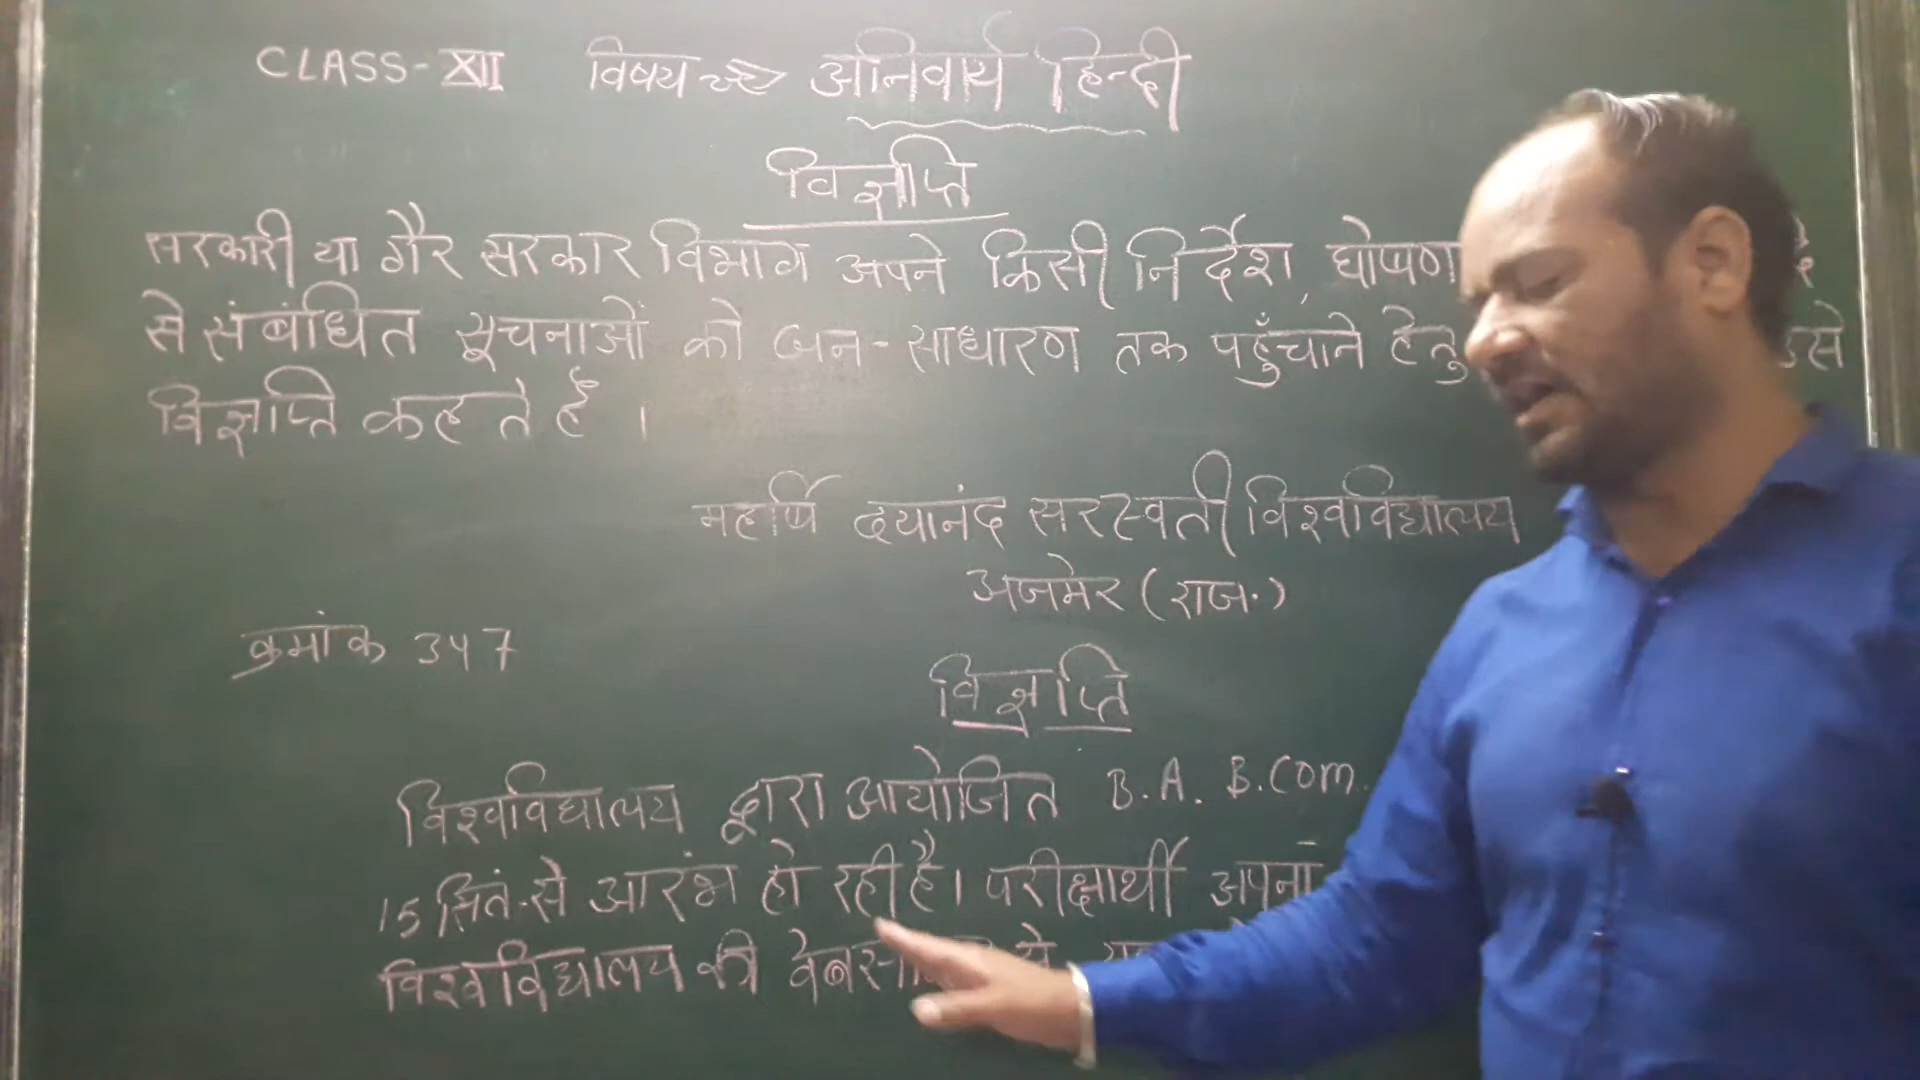 CLASS-XII विषय => अनिवार्य हिन्दी
विज्ञप्ति
सरकारी या गैर सरकार विभाग अपने किसी निर्देश, घोषणा
से संबंधित सूचनाओं को जन-साधारण तक पहुँचाने हेतु उसे
विज्ञप्ति कहते हैं ।
महर्षि दयानंद सरस्वती विश्वविद्यालय
अजमेर (राज.)
क्रमांक 347
विज्ञप्ति
विश्वविद्यालय द्वारा आयोजित B.A. B.Com.
15 सितं-से आरंभ हो रही है। परीक्षार्थी अपना
विश्वविद्यालय की